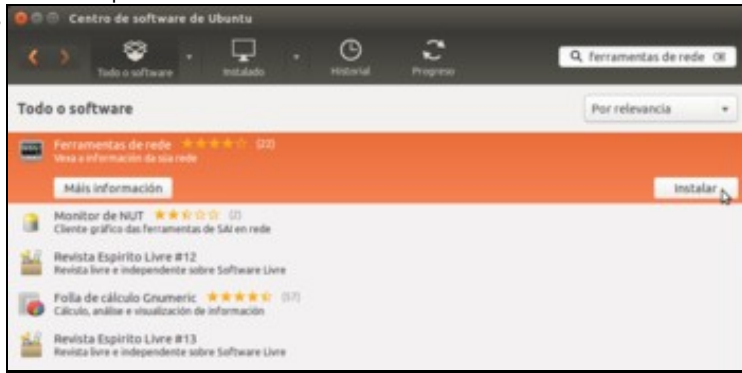 Centro de software de Ubuntu
Todo o software
Instalado
Historial
Progreso
ferramentas de rede
Todo o software
Por relevancia
Ferramentas de rede (22)
Vexa a información da súa rede
Máis información
Instalar
Monitor de NUT (2)
Cliente gráfico das ferramentas de SAI en rede
Revista Espirito Livre #12
Revista livre e independente sobre Software Livre
Folla de cálculo Gnumeric (57)
Cálculo, análise e visualización de información
Revista Espirito Livre #13
Revista livre e independente sobre Software Livre